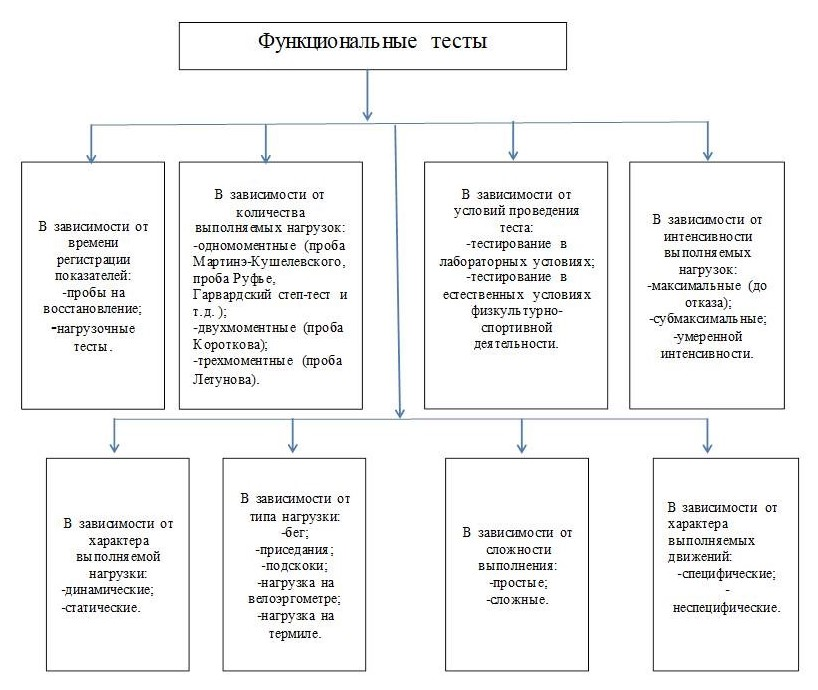 Функциональные тесты
В зависимости от
времени
регистрации
показателей:
-пробы на
восстановление;
-нагрузочные
тесты.
В зависимости от
количества
выполняемых нагрузок:
-одномоментные (проба
Мартинэ-Кушелевского,
проба Руфье,
Гарвардский степ-тест и
т.д. );
-двухмоментные (проба
Короткова);
-трехмоментные (проба
Летунова).
В зависимости от
условий проведения
теста:
-тестирование в
лабораторных условиях;
-тестирование в
естественных условиях
физкультурно-
спортивной
деятельности.
В зависимости от
интенсивности
выполняемых
нагрузок:
-максимальные (до
отказа);
-субмаксимальные;
-умеренной
интенсивности.
В зависимости от
характера
выполняемой
нагрузки:
-динамические;
-статические.
В зависимости от
типа нагрузки:
-бег;
-приседания;
-подскоки;
-нагрузка на
велоэргометре;
-нагрузка на
термиле.
В зависимости от
сложности
выполнения:
-простые;
-сложные.
В зависимости от
характера
выполняемых
движений:
-специфические;
-
неспецифические.